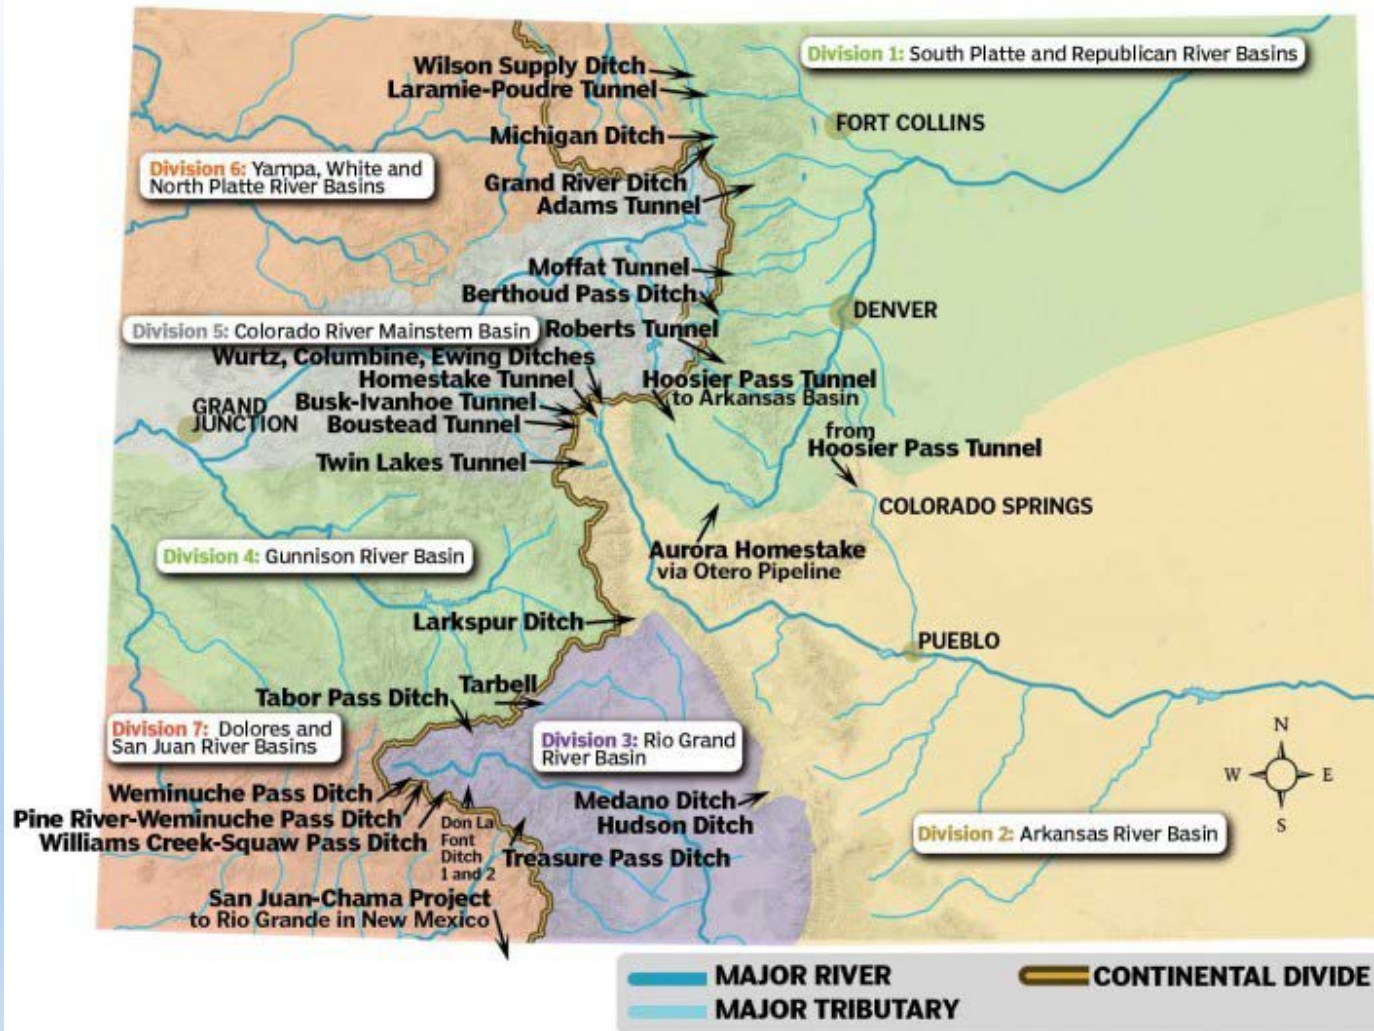 Division 1: South Platte and Republican River Basins
Wilson Supply Ditch
Laramie-Poudre Tunnel
FORT COLLINS
Michigan Ditch
Division 6: Yampa, White and
North Platte River Basins
Grand River Ditch
Adams Tunnel
Moffat Tunnel
Berthoud Pass Ditch
DENVER
Division 5: Colorado River Mainstem Basin
Roberts Tunnel
Wurtz, Columbine, Ewing Ditches
Homestake Tunnel
Hoosier Pass Tunnel
to Arkansas Basin
GRAND
JUNCTION
Busk-Ivanhoe Tunnel
Boustead Tunnel
from
Hoosier Pass Tunnel
Twin Lakes Tunnel
COLORADO SPRINGS
Division 4: Gunnison River Basin
Aurora Homestake
via Otero Pipeline
Larkspur Ditch
PUEBLO
Tarbell
Tabor Pass Ditch
Division 7: Dolores and
San Juan River Basins
Division 3: Rio Grand
River Basin
N
W
E
S
Weminuche Pass Ditch
Pine River-Weminuche Pass Ditch
Williams Creek-Squaw Pass Ditch
Don La
Font
Ditch
1 and 2
Medano Ditch
Hudson Ditch
Treasure Pass Ditch
Division 2: Arkansas River Basin
San Juan-Chama Project
to Rio Grande in New Mexico
MAJOR RIVER
MAJOR TRIBUTARY
CONTINENTAL DIVIDE